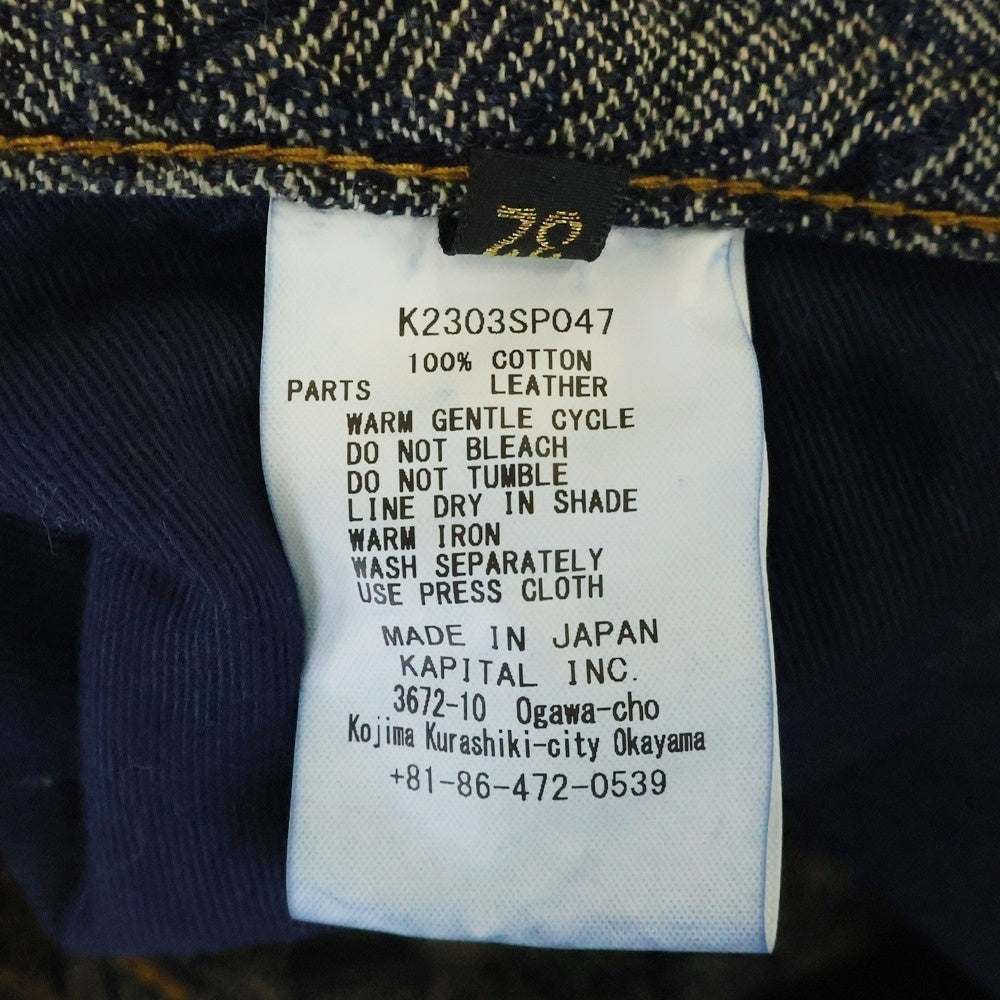 K2303SP047
100% COTTON
PARTS LEATHER
WARM GENTLE CYCLE
DO NOT BLEACH
DO NOT TUMBLE
LINE DRY IN SHADE
WARM IRON
WASH SEPARATELY
USE PRESS CLOTH
MADE IN JAPAN
KAPITAL INC.
3672-10 Ogawa-cho
Kojima Kurashiki-city Okayama
+81-86-472-0539